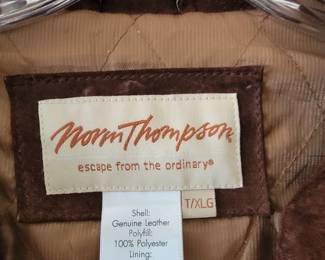 Norm Thompson®
escape from the ordinary®
T/XLG
Shell:
Genuine Leather
Polyfill:
100% Polyester
Lining: